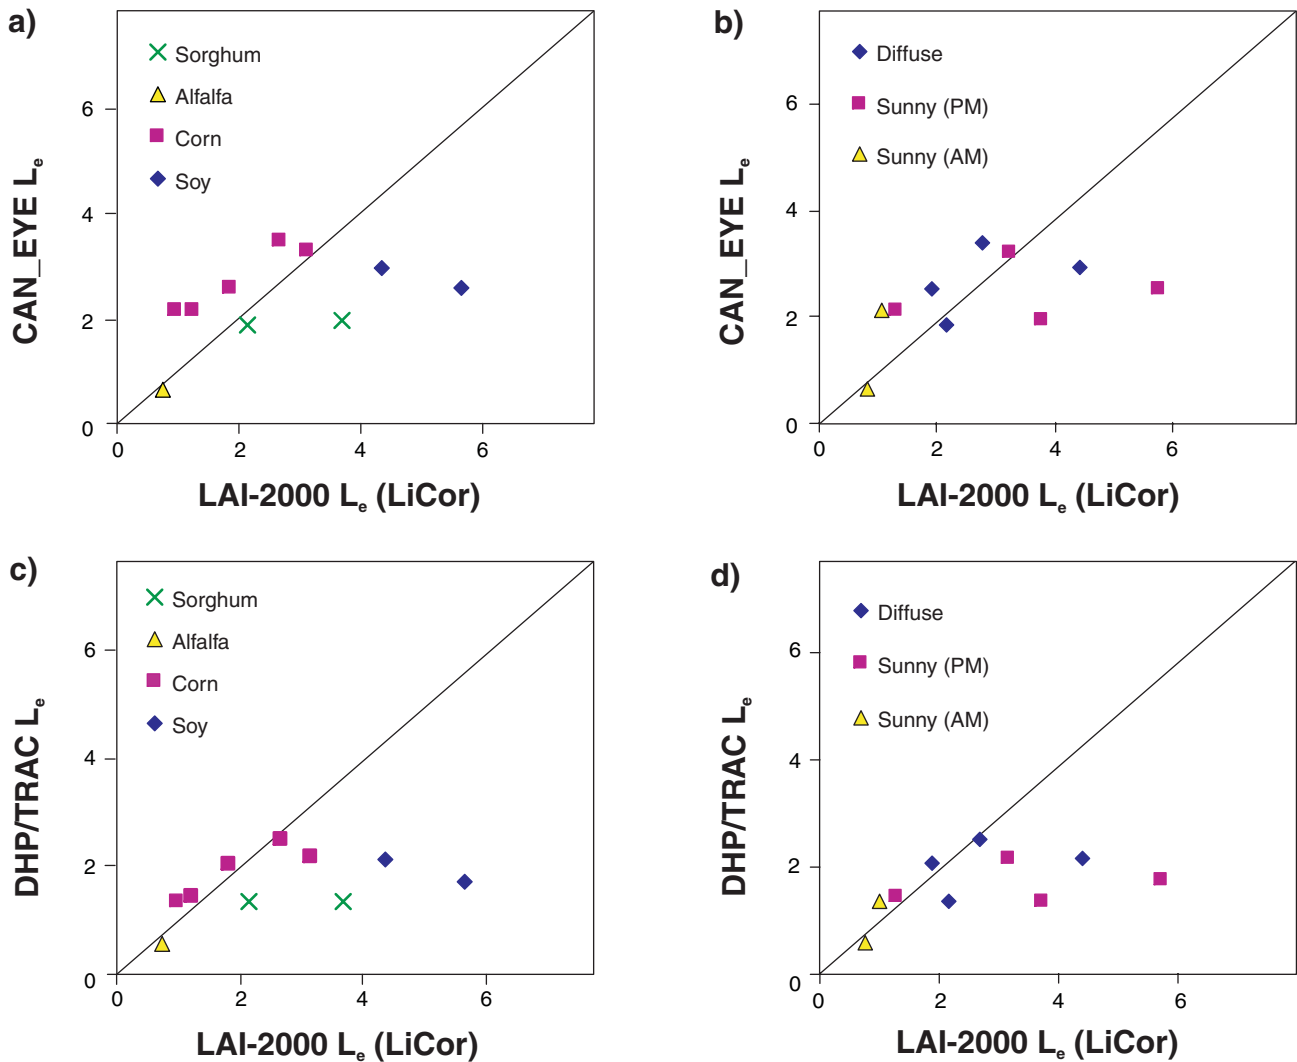 a)
Sorghum
Alfalfa
Corn
Soy
6
4
2
0
0 2 4 6
CAN_EYE Le
LAI-2000 Le (LiCor)
b)
Diffuse
Sunny (PM)
Sunny (AM)
6
4
2
0
0 2 4 6
CAN_EYE Le
LAI-2000 Le (LiCor)
c)
Sorghum
Alfalfa
Corn
Soy
6
4
2
0
0 2 4 6
DHP/TRAC Le
LAI-2000 Le (LiCor)
d)
Diffuse
Sunny (PM)
Sunny (AM)
6
4
2
0
0 2 4 6
DHP/TRAC Le
LAI-2000 Le (LiCor)